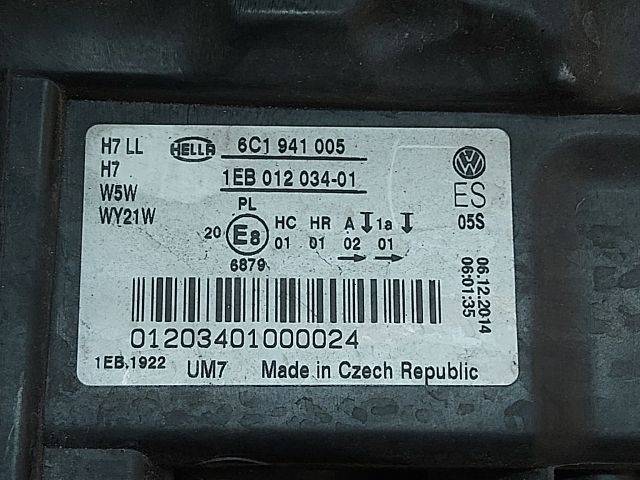 H7 LL HELLA 6C1 941 005
H7
1EB 012 034-01
W5W ES
WY21W PL 05S
20 E8 HC HR A 1a
01 01 02 01
6879
06.12.2014
06:01:35
01203401000024
1EB.1922 UM7 Made in Czech Republic